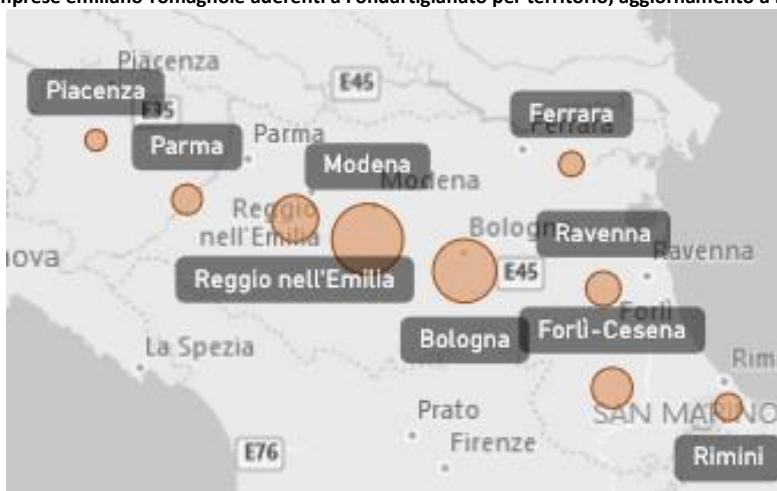 imprese emiliano-romagnole aderenti a Fondartigianato per territorio, aggiornamento a
Piacenza
Piacenza
E35
E45
Parma
Parma
Ferrara
Ferrara
Modena
Modena
Reggio
nell'Emilia
Reggio nell'Emilia
Bologna
Ravenna
Ravenna
E45
Bologna
Forlì
Forlì-Cesena
La Spezia
Rim
Prato
SAN MARINO
Firenze
E76
Rimini
ova